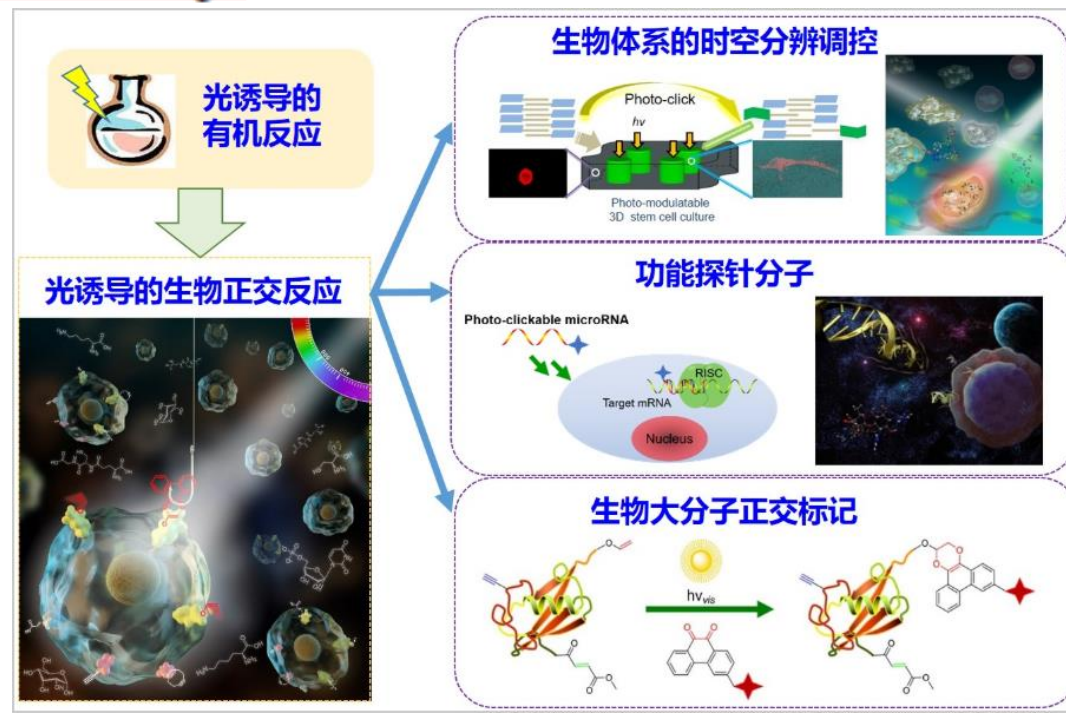 光诱导的
有机反应
光诱导的生物正交反应
生物体系的时空分辨调控
Photo-click
hv
Photo-modulatable
3D stem cell culture
功能探针分子
Photo-clickable microRNA
RISC
Target mRNA
Nucleus
生物大分子正交标记
hvvis